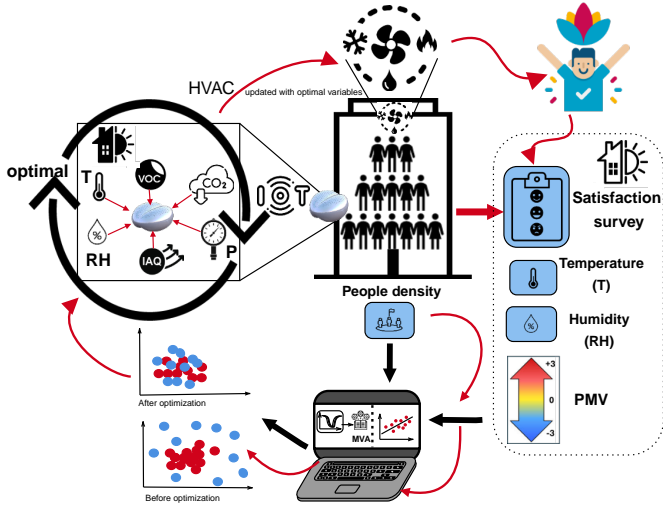 HVAC
updated with optimal variables
optimal
T
VOC
CO₂
IOT
%
RH
IAQ
P
People density
Satisfaction
survey
Temperature
(T)
%
Humidity
(RH)
+3
0
-3
PMV
MVA
After optimization
Before optimization